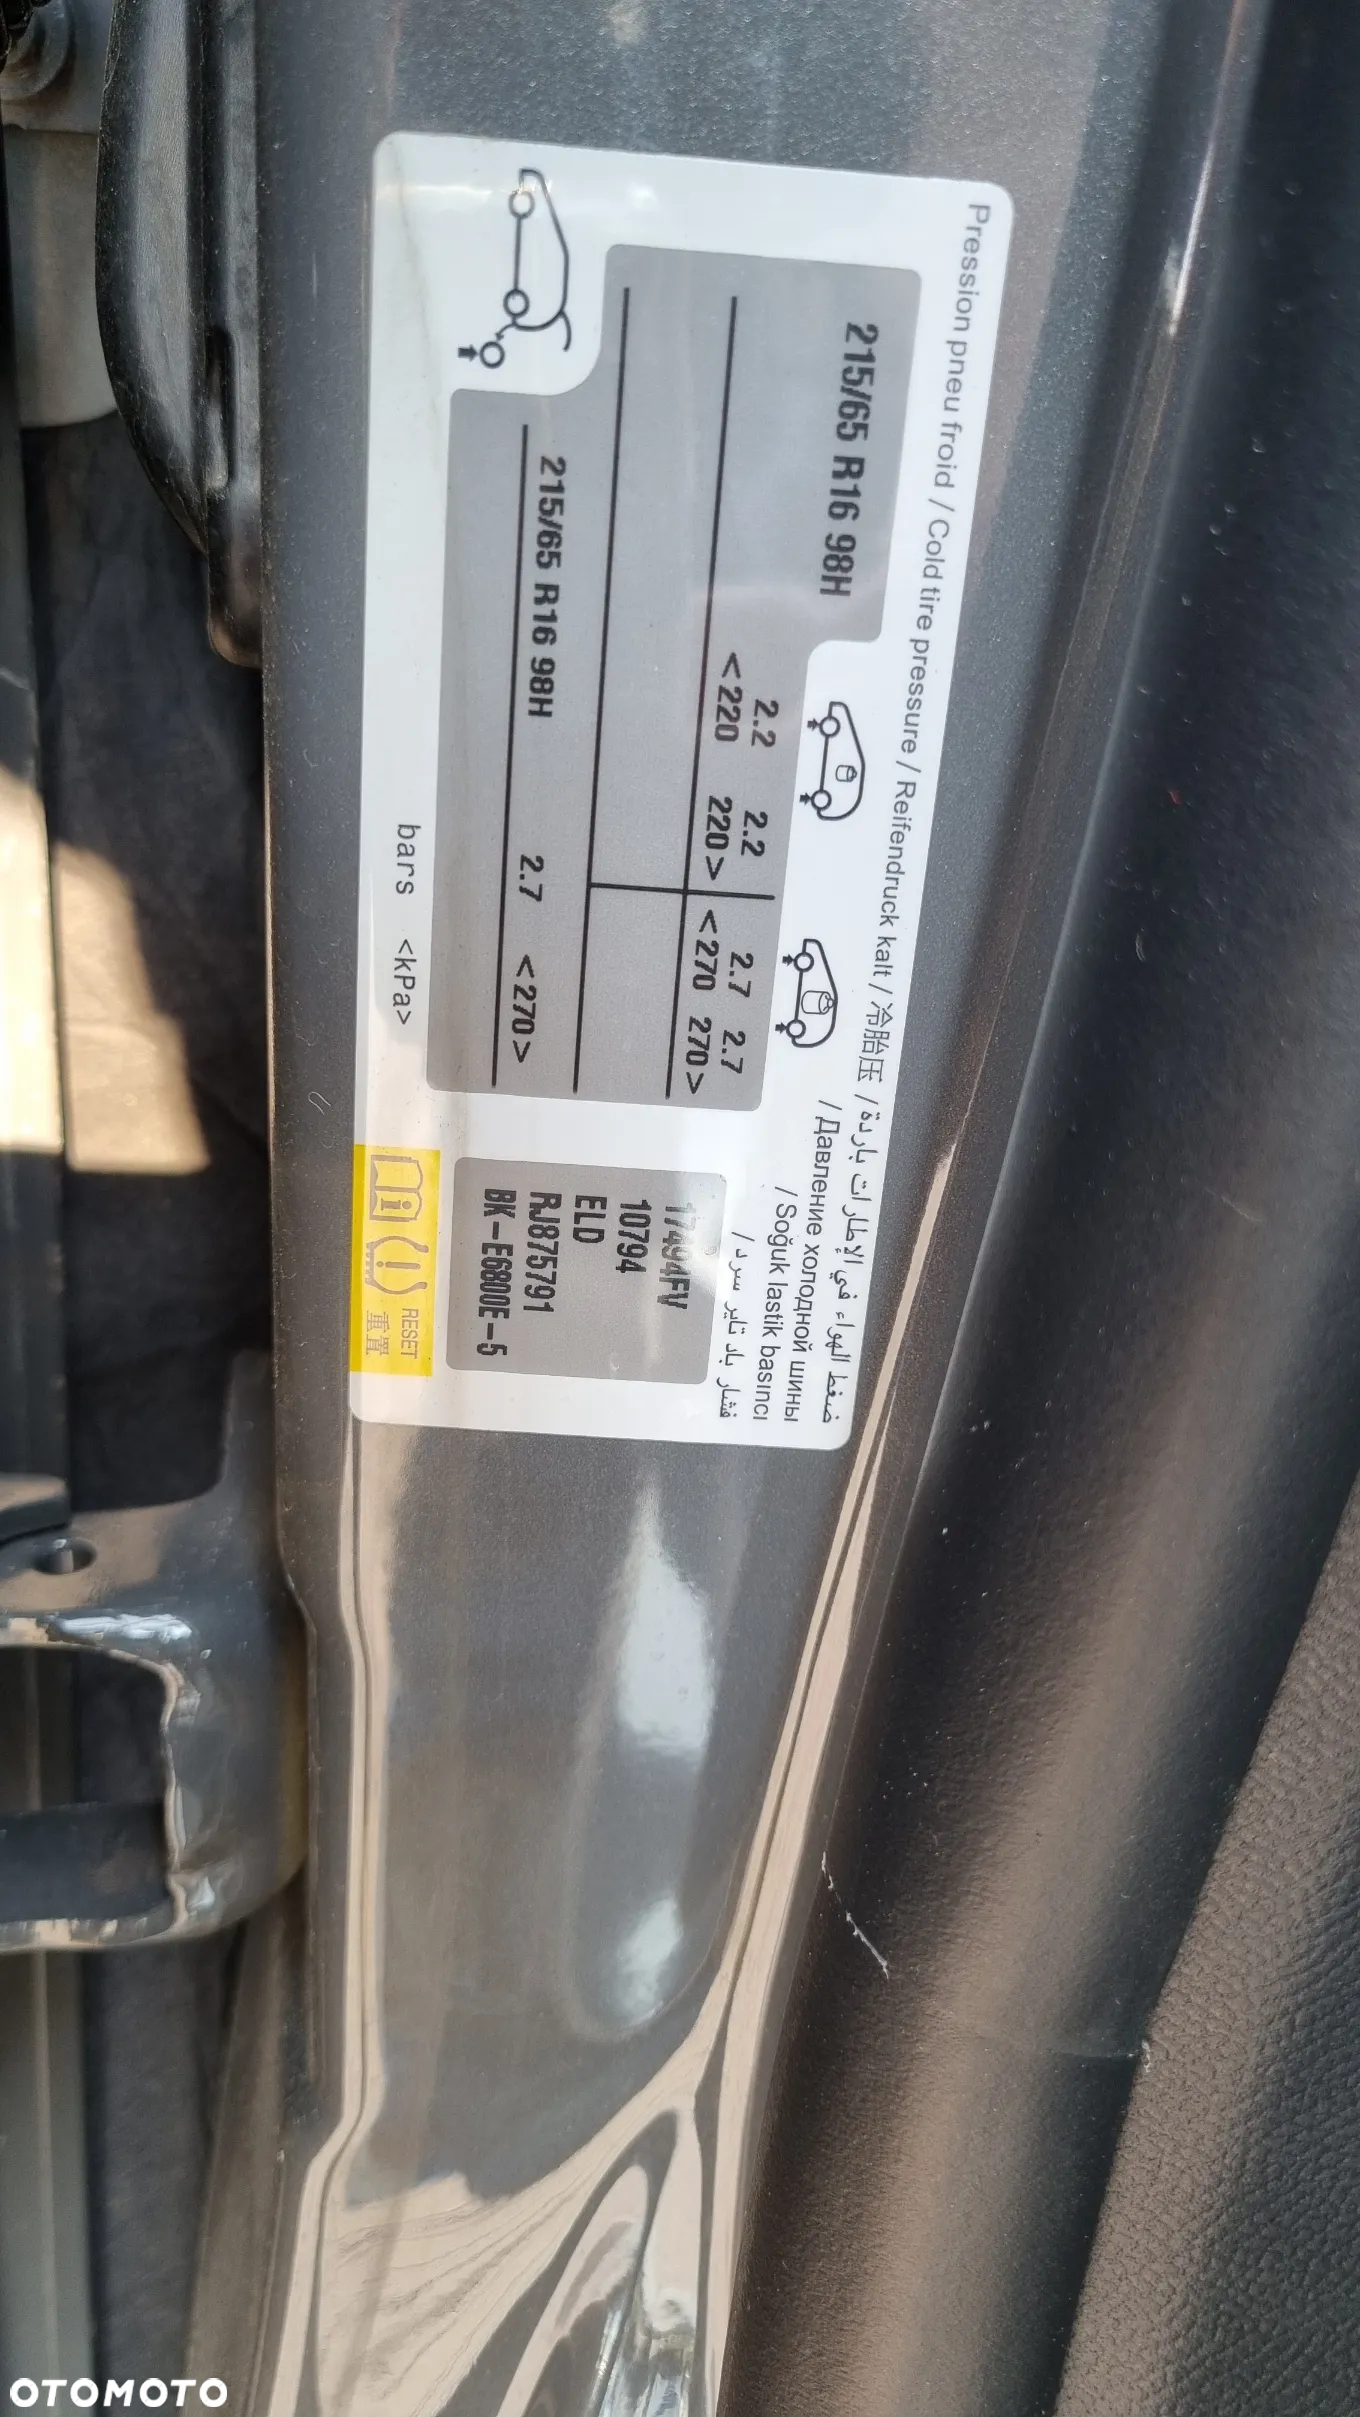 Pression pneu froid / Cold tire pressure / Reifendruck kalt / 冷胎压 / ضغط الهواء في الإطارات باردة
/ Давление холодной шины
/ Soğuk lastik basıncı
/ فشار باد تایر سرد
215/65 R16 98H
2.2 2.2 2.7 2.7
<220 220> <270 270>
215/65 R16 98H 2.7 <270>
bars <kPa>
17494FV
10794
ELD
RJ875791
BK-E6800E-5
RESET
重置
OTOMOTO